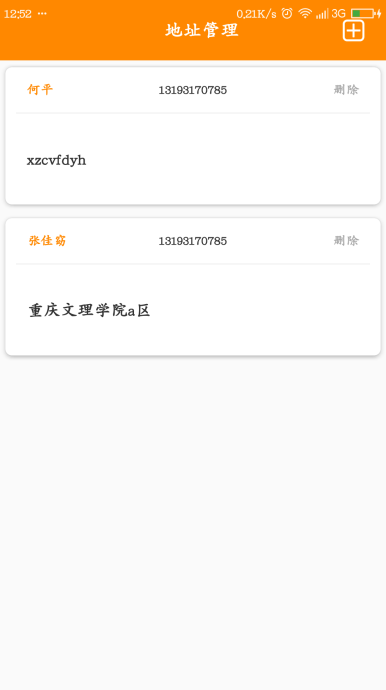 12:52 ... 0.21K/s 3G
地址管理
何平 13193170785 删除
xzcvfdyh
张佳窈 13193170785 删除
重庆文理学院a区